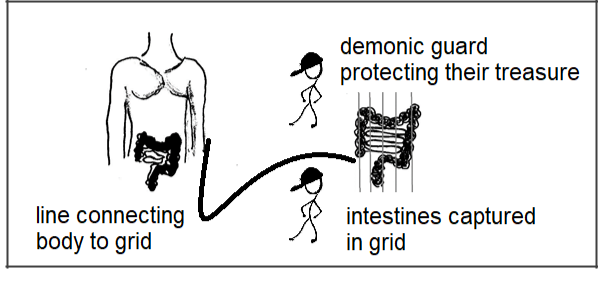 demonic guard
protecting their treasure
line connecting
body to grid
intestines captured
in grid